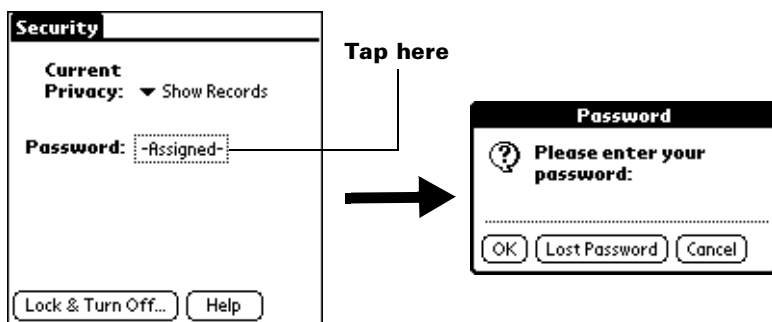 Security
Tap here
Current
Privacy: Show Records
Password: -Assigned-
Lock & Turn Off... Help
Password
Please enter your
password:
OK Lost Password Cancel